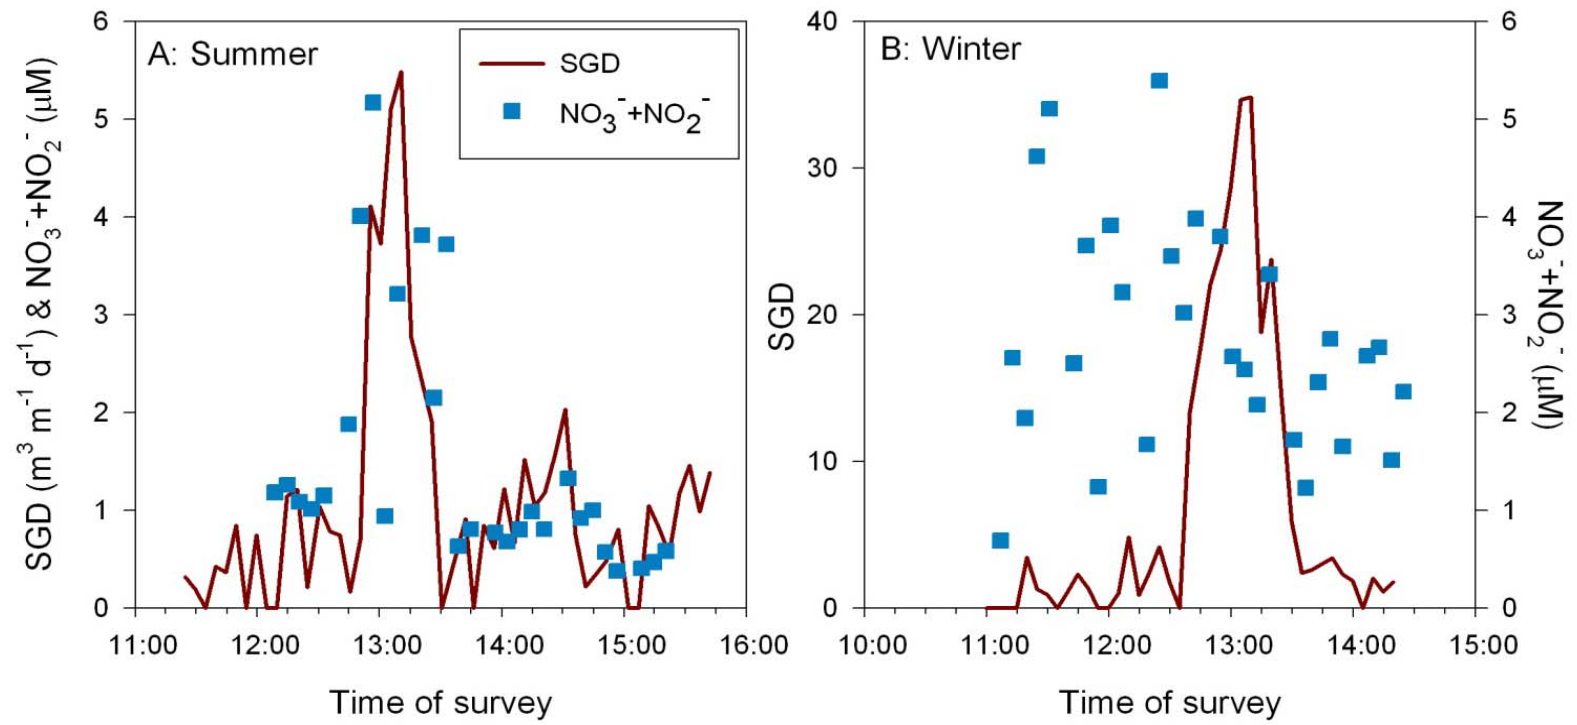 A: Summer
SGD
NO₃⁻+NO₂⁻
SGD (m³ m⁻¹ d⁻¹) & NO₃⁻+NO₂⁻ (μM)
6
5
4
3
2
1
0
11:00 12:00 13:00 14:00 15:00 16:00
Time of survey
B: Winter
SGD
40
30
20
10
0
10:00 11:00 12:00 13:00 14:00 15:00
Time of survey
6
5
4
3
2
1
0
NO₃⁻+NO₂⁻ (μM)